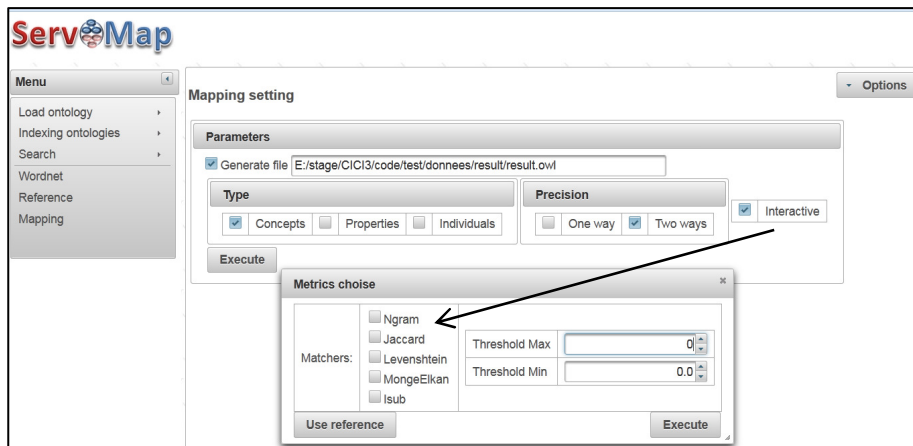 ServOMap
Menu
Load ontology
Indexing ontologies
Search
Wordnet
Reference
Mapping
Options
Mapping setting
Parameters
Generate file E:/stage/CICI3/code/test/donnees/result/result.owl
Type
Concepts Properties Individuals
Precision
One way Two ways
Interactive
Execute
Metrics choise
Matchers:
Ngram
Jaccard
Levenshtein
MongeElkan
Isub
Threshold Max 0
Threshold Min 0.0
Use reference
Execute